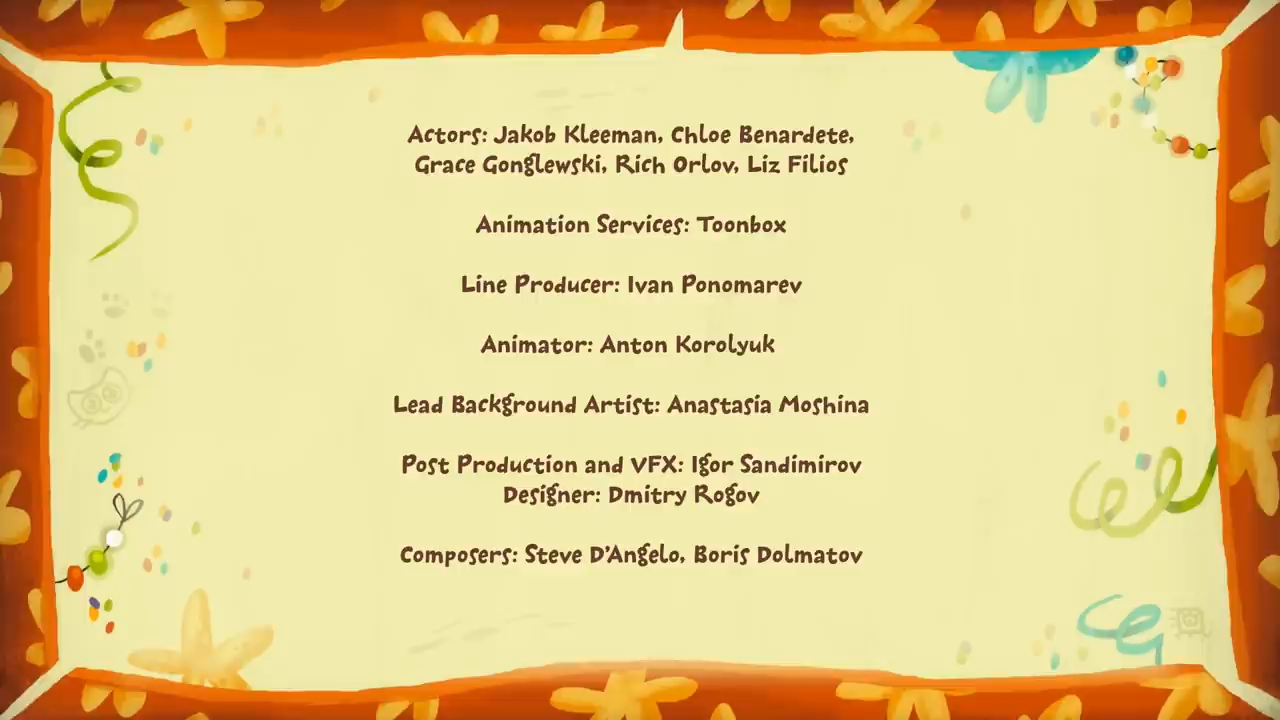 Actors: Jakob Kleeman, Chloe Benardete,
Grace Gonglewski, Rich Orlov, Liz Filios
Animation Services: Toonbox
Line Producer: Ivan Ponomarev
Animator: Anton Korolyuk
Lead Background Artist: Anastasia Moshina
Post Production and VFX: Igor Sandimirov
Designer: Dmitry Rogov
Composers: Steve D'Angelo, Boris Dolmatov